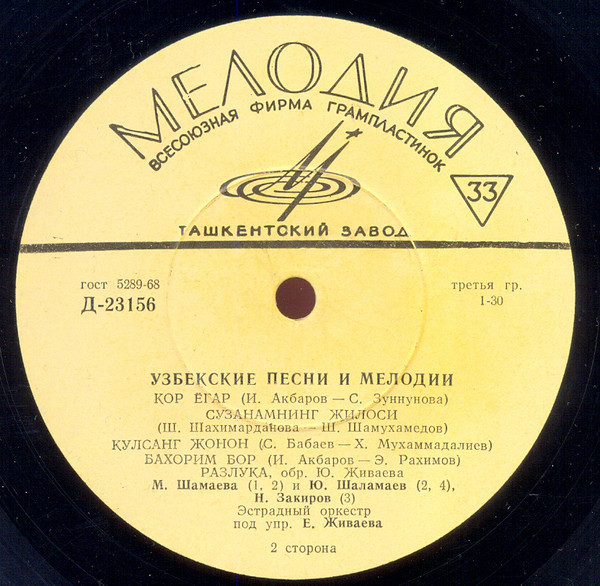 МЕЛОДИЯ
ВСЕСОЮЗНАЯ ФИРМА ГРАМПЛАСТИНОК
33
ТАШКЕНТСКИЙ ЗАВОД
гост 5289-68
Д-23156
третья гр.
1-30
УЗБЕКСКИЕ ПЕСНИ И МЕЛОДИИ
ҚОР ЁГАР (И. Акбаров — С. Зуннунова)
СУЗАНАМНИНГ ЖИЛОСИ
(Ш. Шахимарданова — Ш. Шамухамедов)
КУЛСАНГ ЖОНОН (С. Бабаев — Х. Мухаммадалиев)
БАХОРИМ БОР (И. Акбаров — Э. Рахимов)
РАЗЛУКА, обр. Ю. Живаева
М. Шамаева (1, 2) и Ю. Шаламаев (2, 4),
Н. Закиров (3)
Эстрадный оркестр
под упр. Е. Живаева
2 сторона